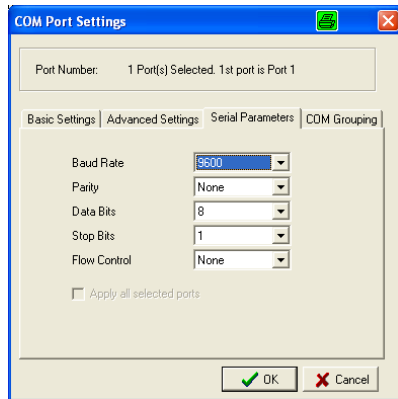 COM Port Settings
Port Number: 1 Port(s) Selected. 1st port is Port 1
Basic Settings Advanced Settings Serial Parameters COM Grouping
Baud Rate 9600
Parity None
Data Bits 8
Stop Bits 1
Flow Control None
Apply all selected ports
OK Cancel